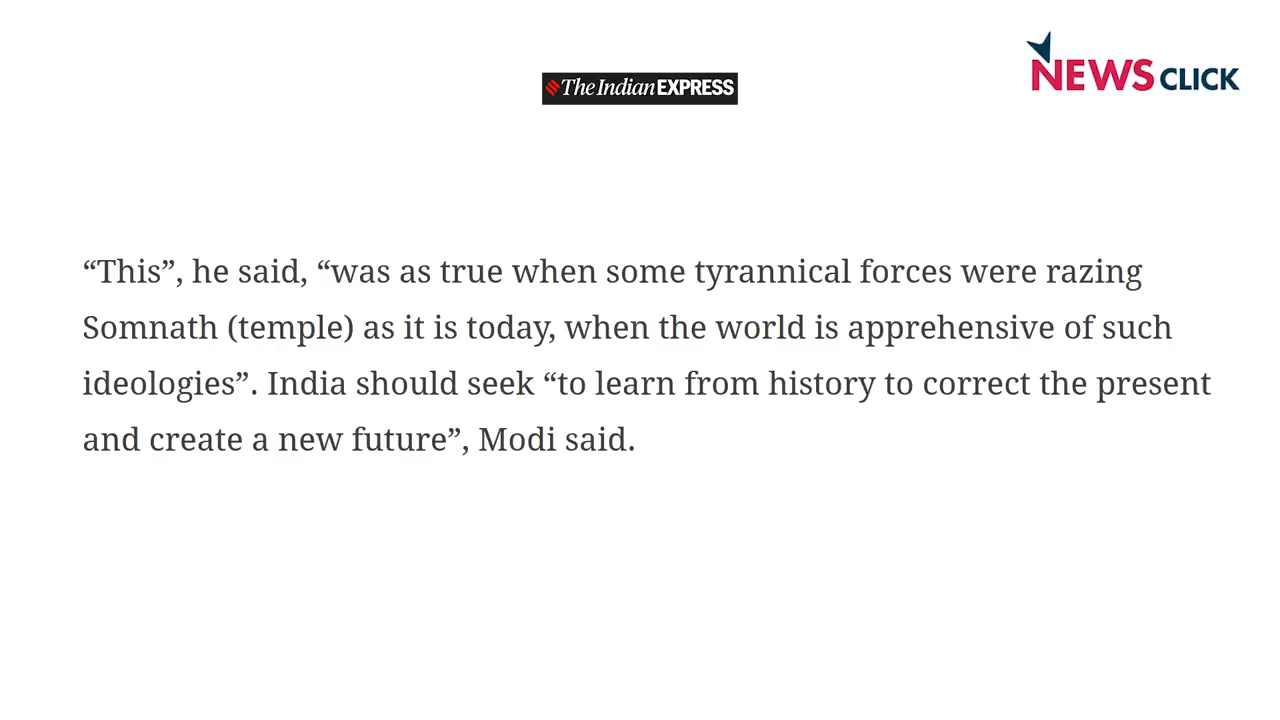 The Indian EXPRESS
NEWS CLICK
“This”, he said, “was as true when some tyrannical forces were razing
Somnath (temple) as it is today, when the world is apprehensive of such
ideologies”. India should seek “to learn from history to correct the present
and create a new future”, Modi said.